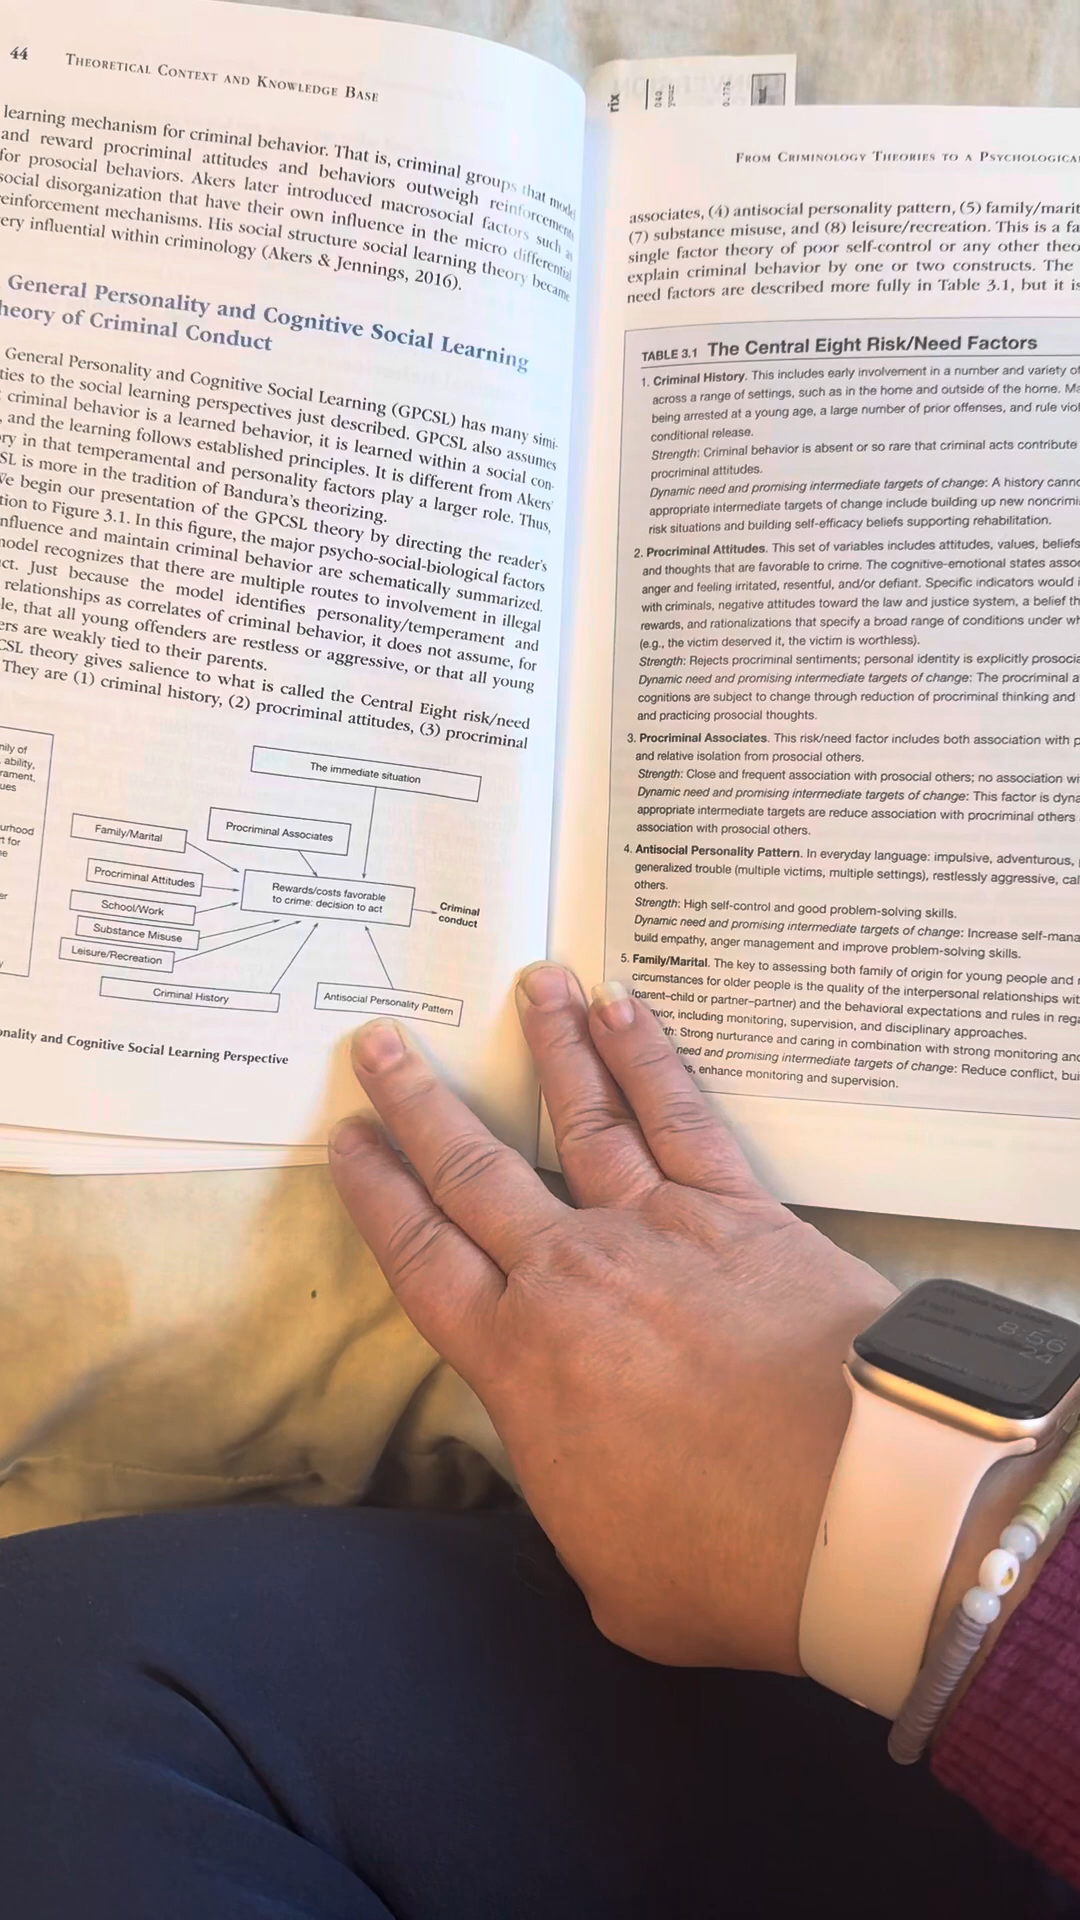 44 THEORETICAL CONTEXT AND KNOWLEDGE BASE
learning mechanism for criminal behavior. That is, criminal groups that model
and reward procriminal attitudes and behaviors outweigh reinforcements
for prosocial behaviors. Akers later introduced macrosocial factors such as
social disorganization that have their own influence in the micro differential
einforcement mechanisms. His social structure social learning theory became
ery influential within criminology (Akers & Jennings, 2016).
General Personality and Cognitive Social Learning
heory of Criminal Conduct
General Personality and Cognitive Social Learning (GPCSL) has many simi-
ties to the social learning perspectives just described. GPCSL also assumes
criminal behavior is a learned behavior, it is learned within a social con-
, and the learning follows established principles. It is different from Akers'
ry in that temperamental and personality factors play a larger role. Thus,
SL is more in the tradition of Bandura's theorizing.
We begin our presentation of the GPCSL theory by directing the reader's
tion to Figure 3.1. In this figure, the major psycho-social-biological factors
nfluence and maintain criminal behavior are schematically summarized.
model recognizes that there are multiple routes to involvement in illegal
ct. Just because the model identifies personality/temperament and
relationships as correlates of criminal behavior, it does not assume, for
le, that all young offenders are restless or aggressive, or that all young
ers are weakly tied to their parents.
CSL theory gives salience to what is called the Central Eight risk/need
They are (1) criminal history, (2) procriminal attitudes, (3) procriminal
nily of
ability,
rament,
ues
urhood
rt for
ne
er
y
The immediate situation
Procriminal Associates
Family/Marital
Procriminal Attitudes
School/Work
Substance Misuse
Leisure/Recreation
Criminal History
Antisocial Personality Pattern
Rewards/costs favorable
to crime: decision to act
Criminal
conduct
onality and Cognitive Social Learning Perspective
rix
your
FROM CRIMINOLOGY THEORIES TO A PSYCHOLOGICA
associates, (4) antisocial personality pattern, (5) family/marit
(7) substance misuse, and (8) leisure/recreation. This is a fa
single factor theory of poor self-control or any other theo
explain criminal behavior by one or two constructs. The
need factors are described more fully in Table 3.1, but it is
TABLE 3.1 The Central Eight Risk/Need Factors
1. Criminal History. This includes early involvement in a number and variety of
across a range of settings, such as in the home and outside of the home. Ma
being arrested at a young age, a large number of prior offenses, and rule viol
conditional release.
Strength: Criminal behavior is absent or so rare that criminal acts contribute
procriminal attitudes.
Dynamic need and promising intermediate targets of change: A history canno
appropriate intermediate targets of change include building up new noncrimi
risk situations and building self-efficacy beliefs supporting rehabilitation.
2. Procriminal Attitudes. This set of variables includes attitudes, values, beliefs
and thoughts that are favorable to crime. The cognitive-emotional states asso
anger and feeling irritated, resentful, and/or defiant. Specific indicators would i
with criminals, negative attitudes toward the law and justice system, a belief th
rewards, and rationalizations that specify a broad range of conditions under wh
(e.g., the victim deserved it, the victim is worthless).
Strength: Rejects procriminal sentiments; personal identity is explicitly prosocia
Dynamic need and promising intermediate targets of change: The procriminal a
cognitions are subject to change through reduction of procriminal thinking and
and practicing prosocial thoughts.
3. Procriminal Associates. This risk/need factor includes both association with p
and relative isolation from prosocial others.
Strength: Close and frequent association with prosocial others; no association wi
Dynamic need and promising intermediate targets of change: This factor is dyna
appropriate intermediate targets are reduce association with procriminal others
association with prosocial others.
4. Antisocial Personality Pattern. In everyday language: impulsive, adventurous,
generalized trouble (multiple victims, multiple settings), restlessly aggressive, cal
others.
Strength: High self-control and good problem-solving skills.
Dynamic need and promising intermediate targets of change: Increase self-mana
build empathy, anger management and improve problem-solving skills.
5. Family/Marital. The key to assessing both family of origin for young people and
circumstances for older people is the quality of the interpersonal relationships wit
(parent–child or partner–partner) and the behavioral expectations and rules in rega
avior, including monitoring, supervision, and disciplinary approaches.
th: Strong nurturance and caring in combination with strong monitoring and
need and promising intermediate targets of change: Reduce conflict, bui
s, enhance monitoring and supervision.
8:56
24